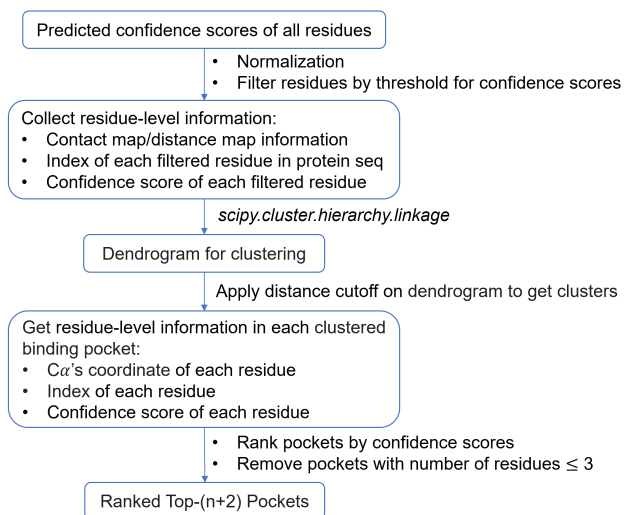 Predicted confidence scores of all residues
• Normalization
• Filter residues by threshold for confidence scores
Collect residue-level information:
• Contact map/distance map information
• Index of each filtered residue in protein seq
• Confidence score of each filtered residue
scipy.cluster.hierarchy.linkage
Dendrogram for clustering
Apply distance cutoff on dendrogram to get clusters
Get residue-level information in each clustered
binding pocket:
• C𝛼's coordinate of each residue
• Index of each residue
• Confidence score of each residue
• Rank pockets by confidence scores
• Remove pockets with number of residues ≤ 3
Ranked Top-(n+2) Pockets